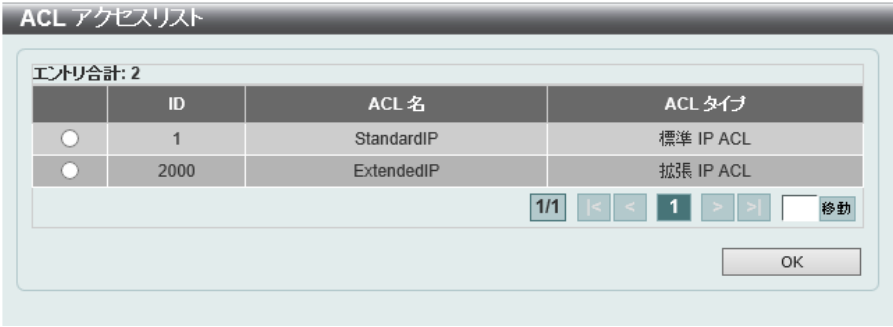 ACL アクセスリスト
エントリ合計: 2
ID ACL 名 ACL タイプ
1 StandardIP 標準 IP ACL
2000 ExtendedIP 拡張 IP ACL
1/1 |< < 1 > >| 移動
OK